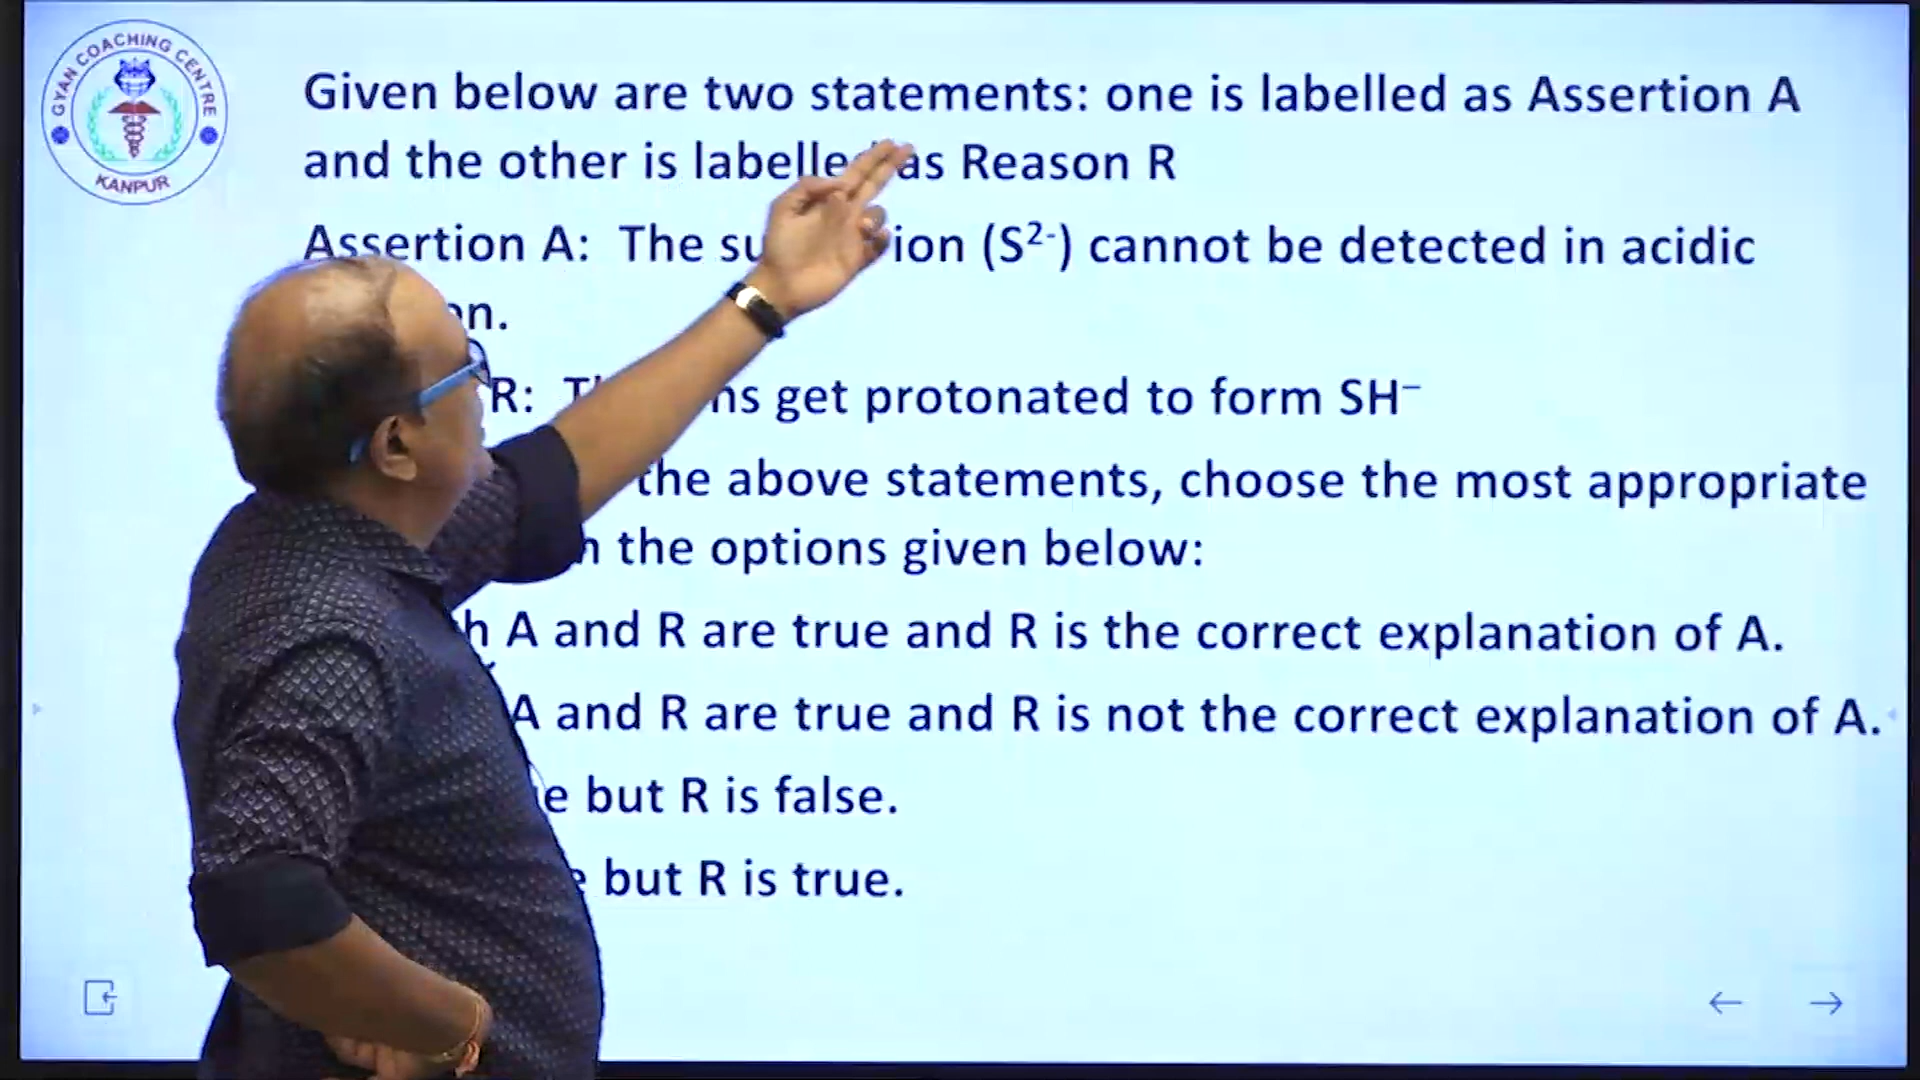 GYAN COACHING CENTRE
KANPUR
Given below are two statements: one is labelled as Assertion A
and the other is labelled as Reason R
Assertion A: The ion (S²⁻) cannot be detected in acidic
R: get protonated to form SH⁻
the above statements, choose the most appropriate
the options given below:
A and R are true and R is the correct explanation of A.
A and R are true and R is not the correct explanation of A.
but R is false.
but R is true.